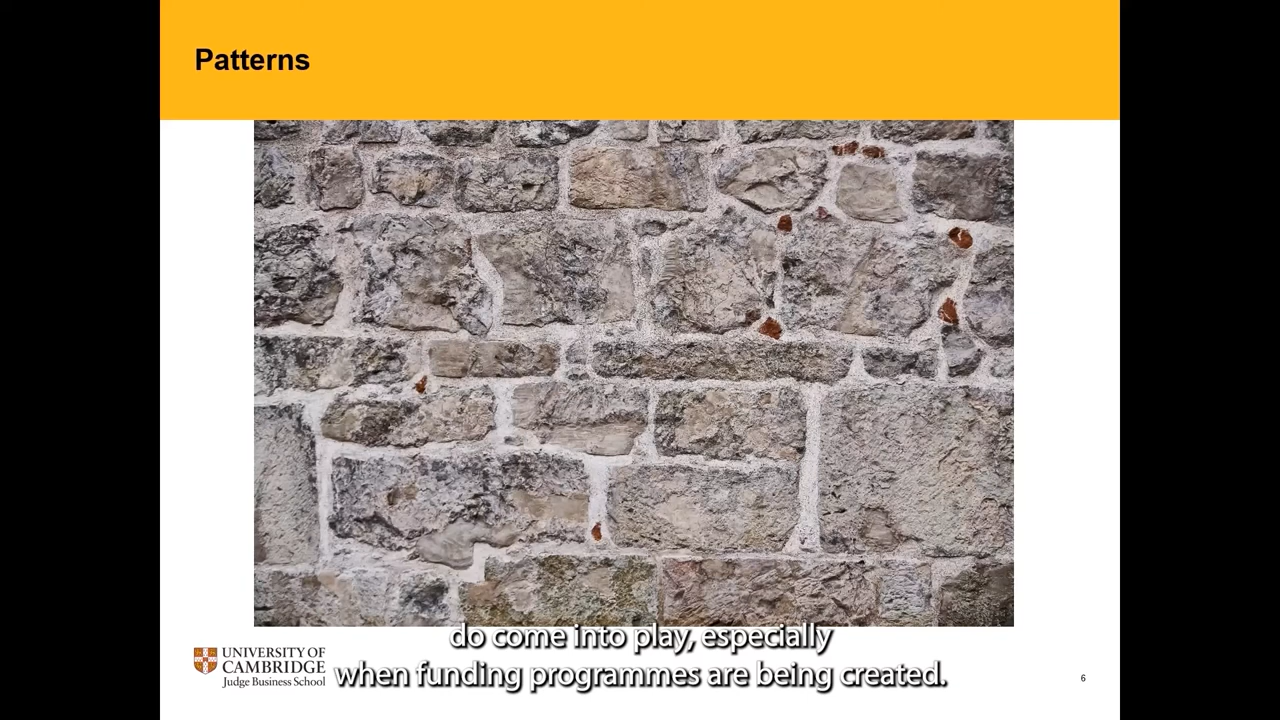 Patterns
do come into play, especially
when funding programmes are being created.
UNIVERSITY OF
CAMBRIDGE
Judge Business School
6